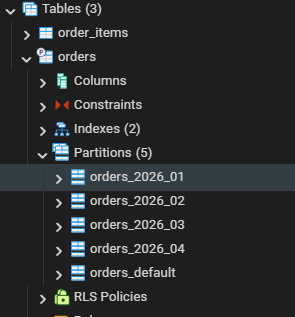 Tables (3)
order_items
orders
Columns
Constraints
Indexes (2)
Partitions (5)
orders_2026_01
orders_2026_02
orders_2026_03
orders_2026_04
orders_default
RLS Policies